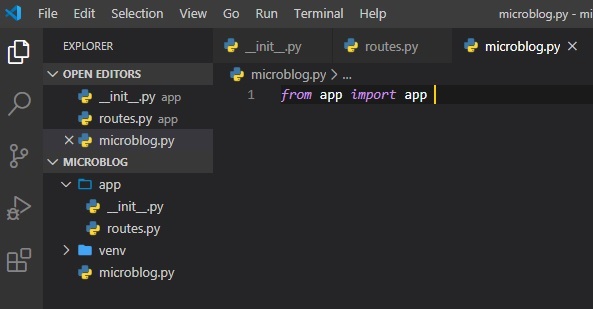 File Edit Selection View Go Run Terminal Help microblog.py - mi
EXPLORER
OPEN EDITORS
__init__.py app
routes.py app
microblog.py
MICROBLOG
app
__init__.py
routes.py
venv
microblog.py
__init__.py routes.py microblog.py
microblog.py > ...
1 from app import app